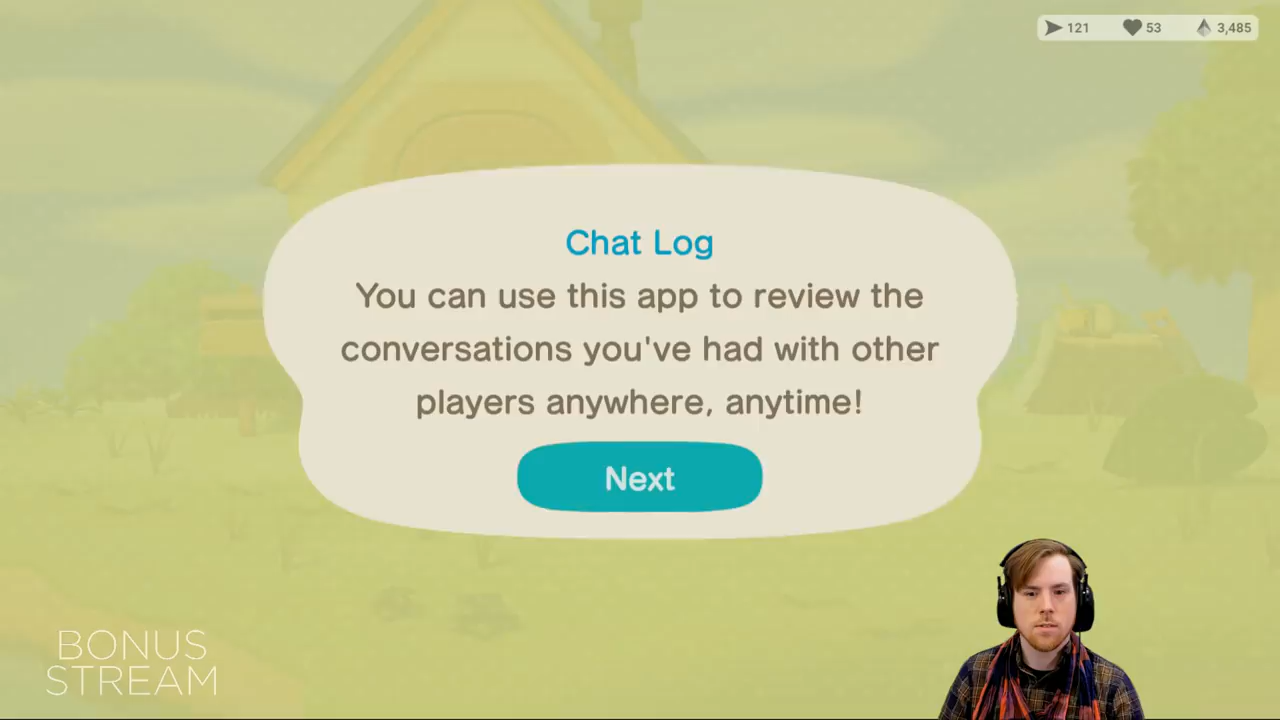 121 53 3,485
Chat Log
You can use this app to review the
conversations you've had with other
players anywhere, anytime!
Next
BONUS
STREAM